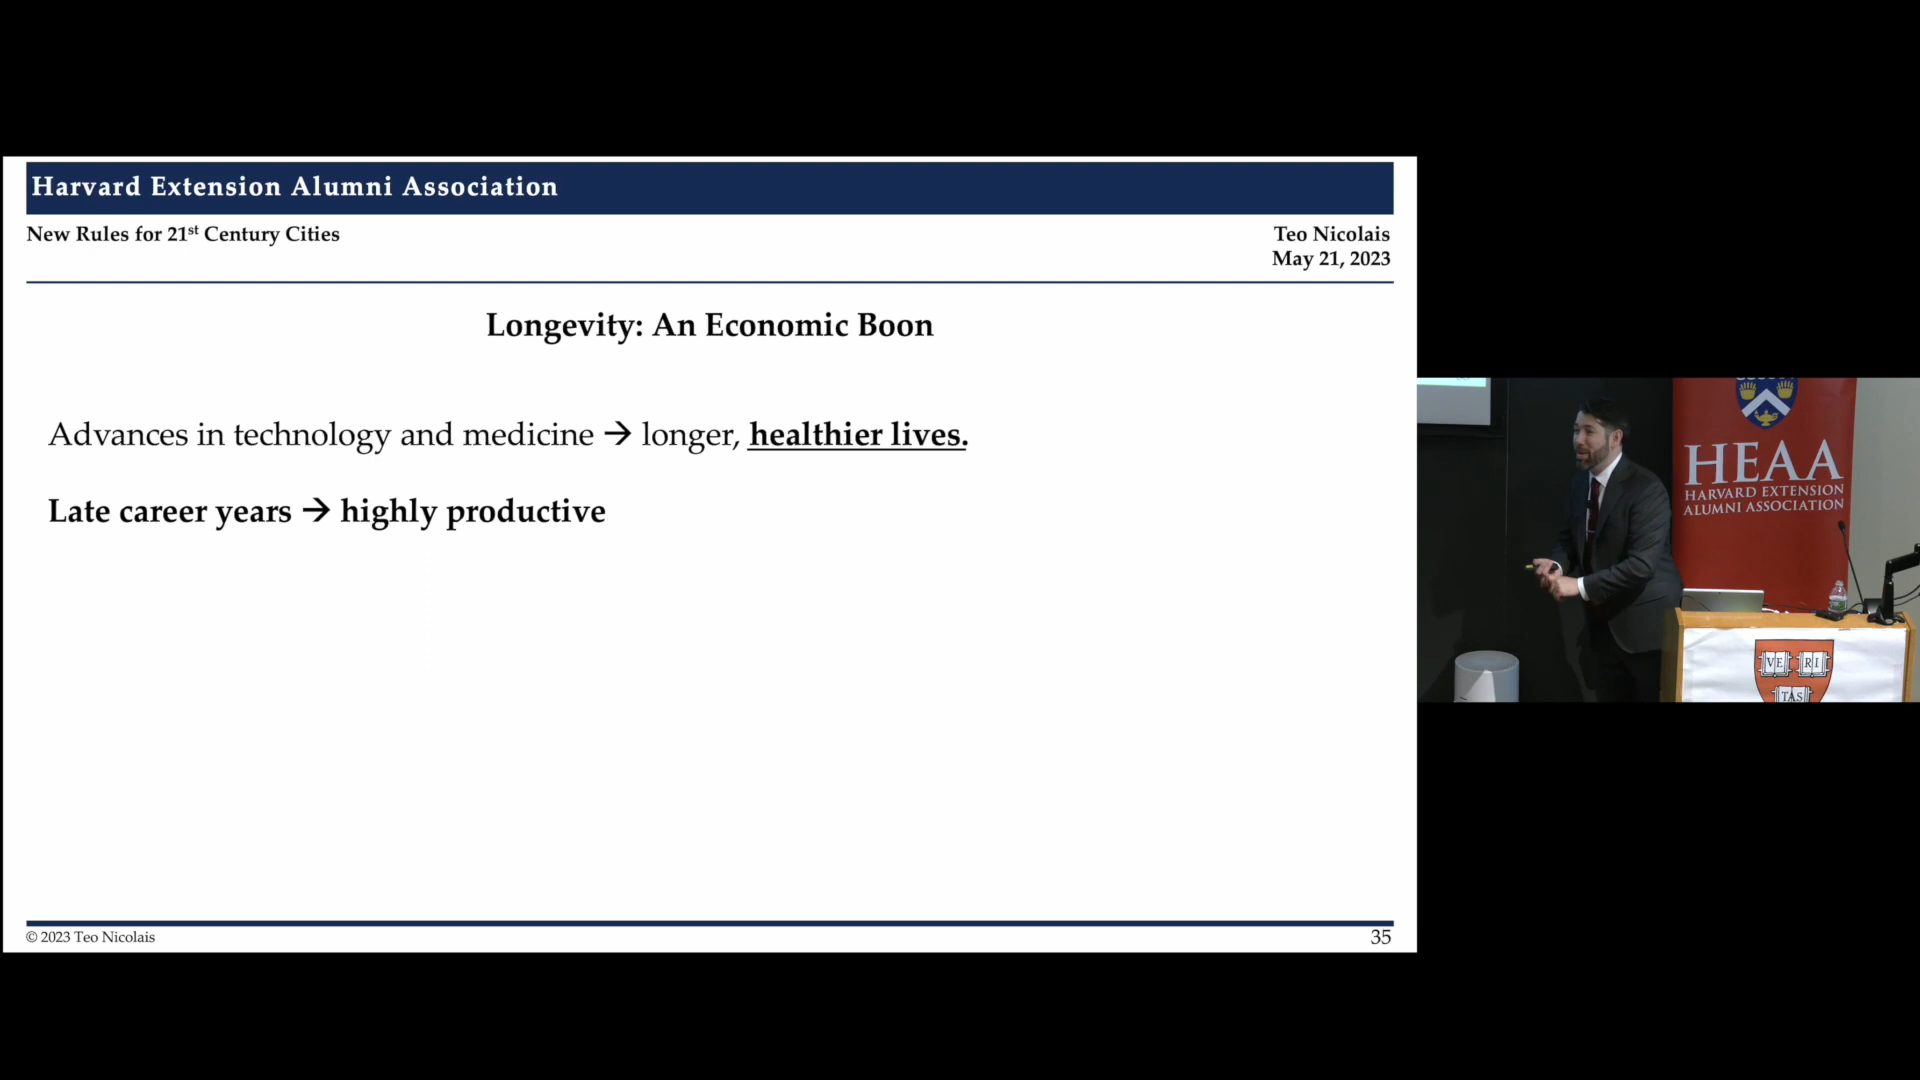 Harvard Extension Alumni Association
New Rules for 21st Century Cities
Teo Nicolais
May 21, 2023
Longevity: An Economic Boon
Advances in technology and medicine → longer, healthier lives.
Late career years → highly productive
© 2023 Teo Nicolais
35
HEAA
HARVARD EXTENSION
ALUMNI ASSOCIATION
VE RI
TAS